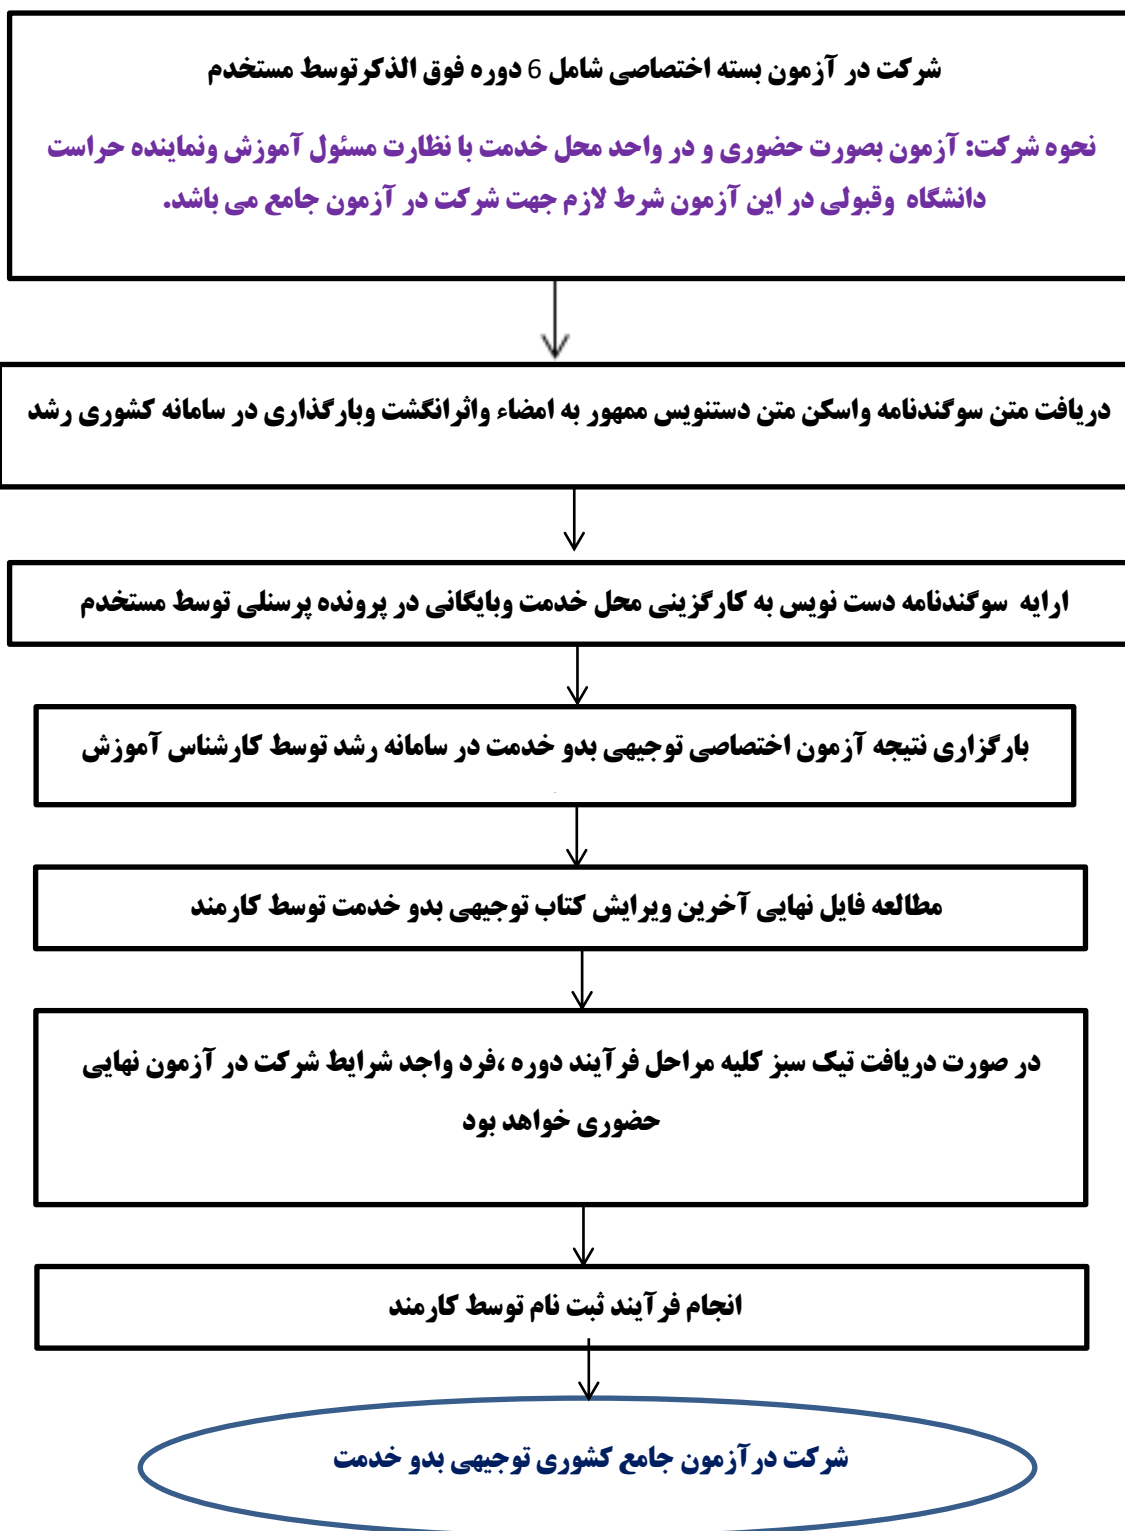 شرکت در آزمون بسته اختصاصی شامل 6 دوره فوق الذکرتوسط مستخدم
نحوه شرکت: آزمون بصورت حضوری و در واحد محل خدمت با نظارت مسئول آموزش ونماینده حراست
دانشگاه وقبولی در این آزمون شرط لازم جهت شرکت در آزمون جامع می باشد.
دریافت متن سوگندنامه واسکن متن دستنویس ممهور به امضاء واثرانگشت وبارگذاری در سامانه کشوری رشد
ارایه سوگندنامه دست نویس به کارگزینی محل خدمت وبایگانی در پرونده پرسنلی توسط مستخدم
بارگزاری نتیجه آزمون اختصاصی توجیهی بدو خدمت در سامانه رشد توسط کارشناس آموزش
مطالعه فایل نهایی آخرین ویرایش کتاب توجیهی بدو خدمت توسط کارمند
در صورت دریافت تیک سبز کلیه مراحل فرآیند دوره ،فرد واجد شرایط شرکت در آزمون نهایی
حضوری خواهد بود
انجام فرآیند ثبت نام توسط کارمند
شرکت درآزمون جامع کشوری توجیهی بدو خدمت